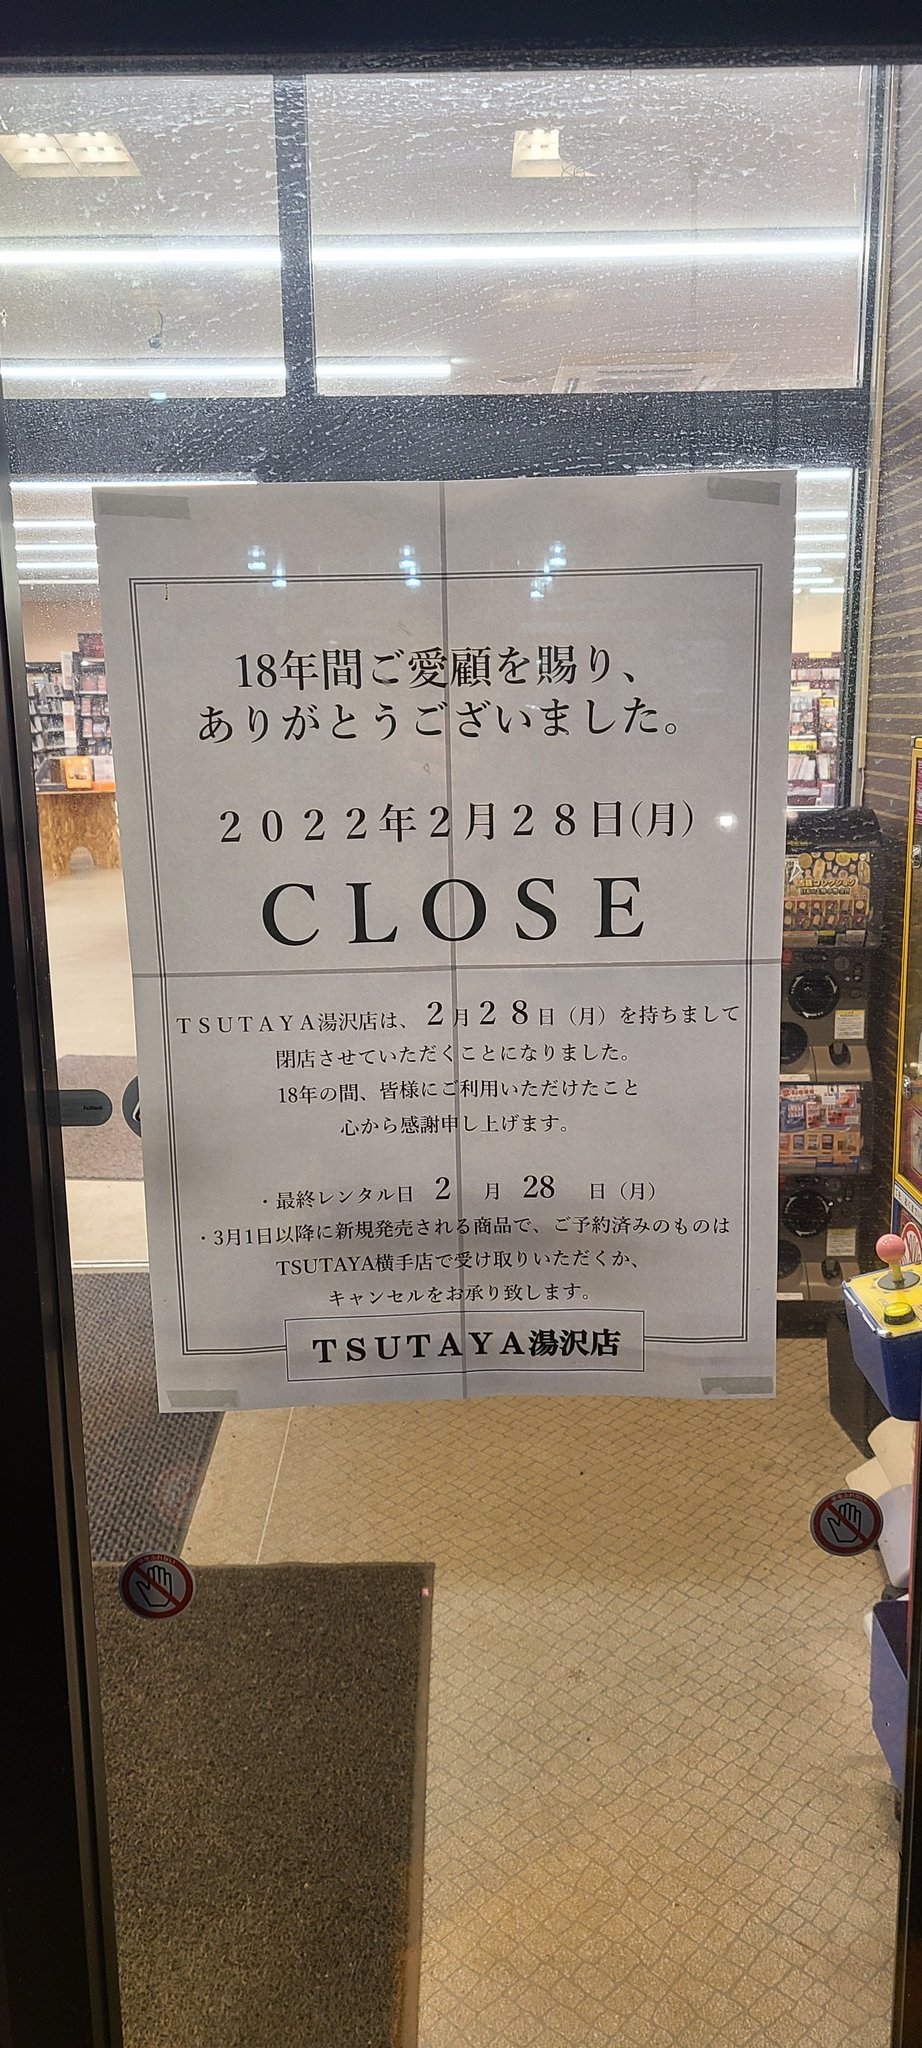 18年間ご愛顧を賜り、
ありがとうございました。
２０２２年２月２８日(月)
ＣＬＯＳＥ
ＴＳＵＴＡＹＡ湯沢店は、２月２８日（月）を持ちまして
閉店させていただくことになりました。
18年の間、皆様にご利用いただけたこと
心から感謝申し上げます。
・最終レンタル日 2 月 28 日（月）
・3月1日以降に新規発売される商品で、ご予約済みのものは
TSUTAYA横手店で受け取りいただくか、
キャンセルをお承り致します。
ＴＳＵＴＡＹＡ湯沢店